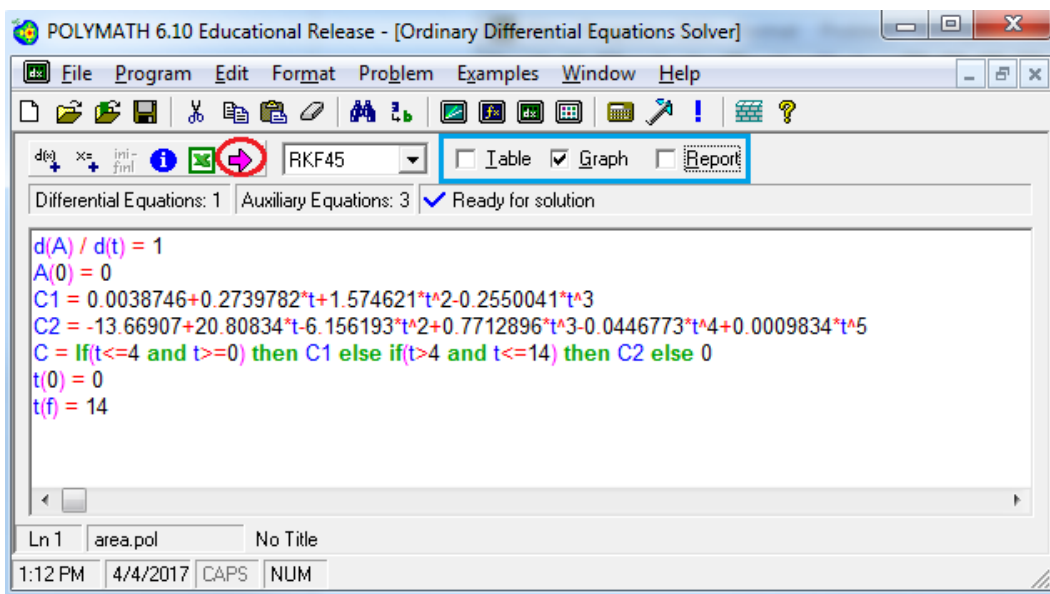 POLYMATH 6.10 Educational Release - [Ordinary Differential Equations Solver]
File Program Edit Format Problem Examples Window Help
d(x) x= ini- finl RKF45 Table Graph Report
Differential Equations: 1 Auxiliary Equations: 3 Ready for solution
d(A) / d(t) = 1
A(0) = 0
C1 = 0.0038746+0.2739782*t+1.574621*t^2-0.2550041*t^3
C2 = -13.66907+20.80834*t-6.156193*t^2+0.7712896*t^3-0.0446773*t^4+0.0009834*t^5
C = If(t<=4 and t>=0) then C1 else if(t>4 and t<=14) then C2 else 0
t(0) = 0
t(f) = 14
Ln 1 area.pol No Title
1:12 PM 4/4/2017 CAPS NUM